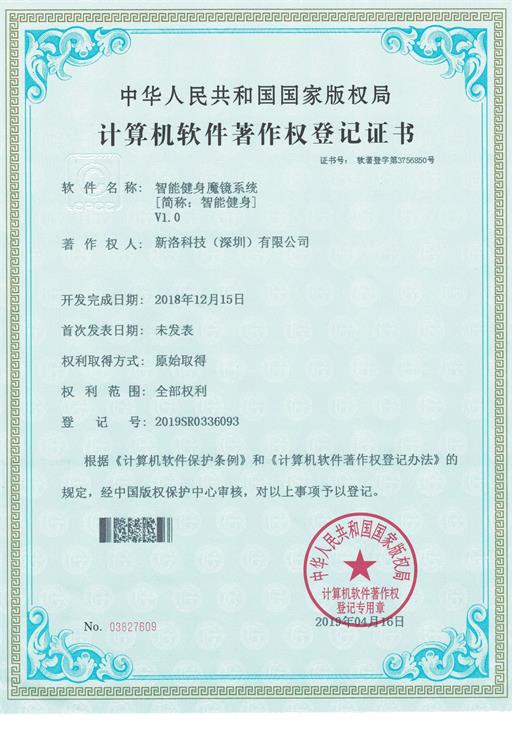 中华人民共和国国家版权局
计算机软件著作权登记证书
证书号： 软著登字第3756850号
软件名称： 智能健身魔镜系统
[简称：智能健身]
V1.0
著作权人： 新洛科技（深圳）有限公司
开发完成日期： 2018年12月15日
首次发表日期： 未发表
权利取得方式： 原始取得
权利范围： 全部权利
登记号： 2019SR0336093
根据《计算机软件保护条例》和《计算机软件著作权登记办法》的
规定，经中国版权保护中心审核，对以上事项予以登记。
中华人民共和国国家版权局
计算机软件著作权
登记专用章
2019年04月16日
No. 03827609